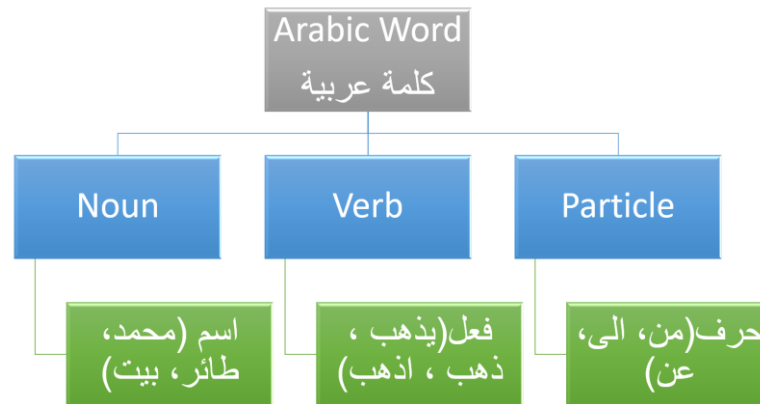 Arabic Word
كلمة عربية
Noun
Verb
Particle
اسم (محمد،
طائر، بيت)
فعل(يذهب ،
ذهب ، اذهب)
حرف(من، الى،
عن)